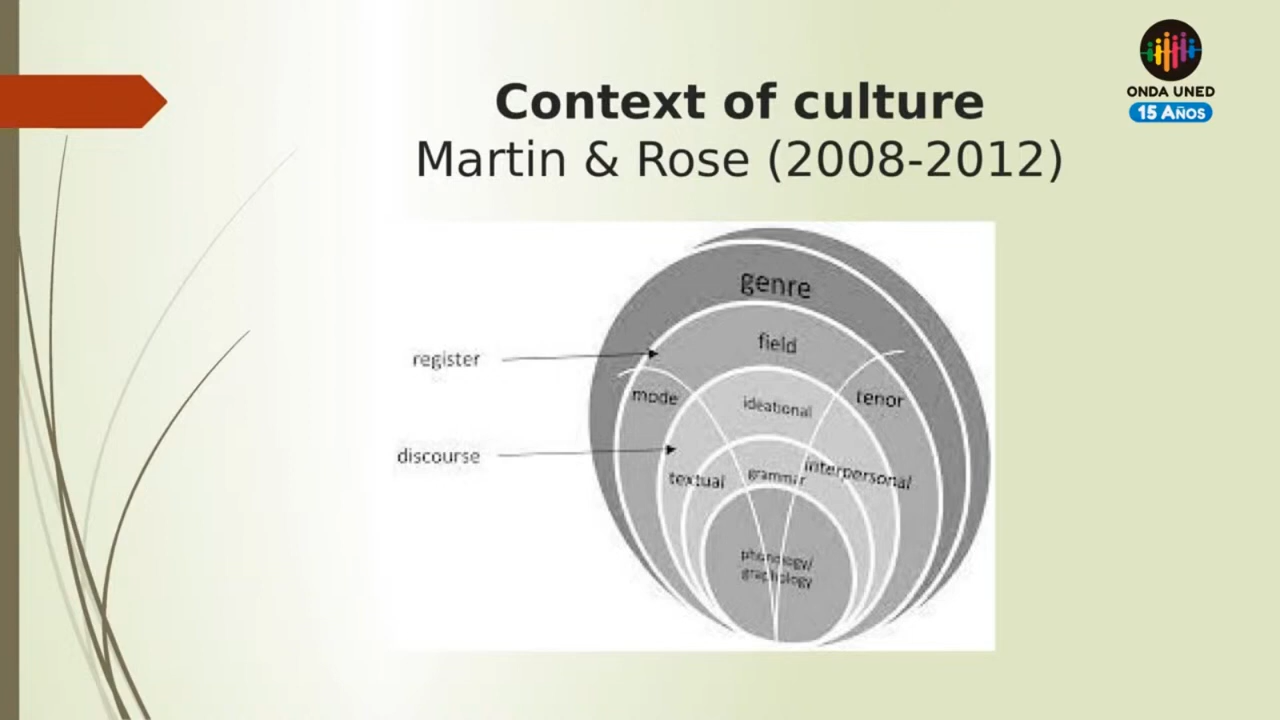 Context of culture
Martin & Rose (2008-2012)
ONDA UNED
15 AÑOS
genre
field
register
mode
tenor
ideational
discourse
textual
grammar
interpersonal
phonology/
graphology